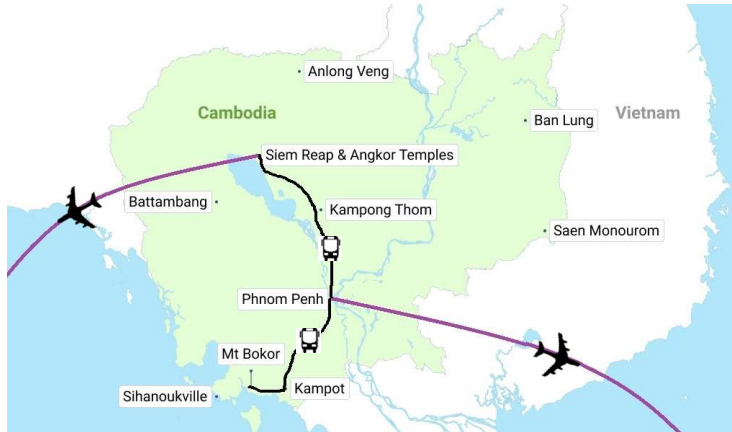 Anlong Veng
Cambodia
Ban Lung
Vietnam
Siem Reap & Angkor Temples
Battambang
Kampong Thom
Saen Monourom
Phnom Penh
Mt Bokor
Sihanoukville
Kampot